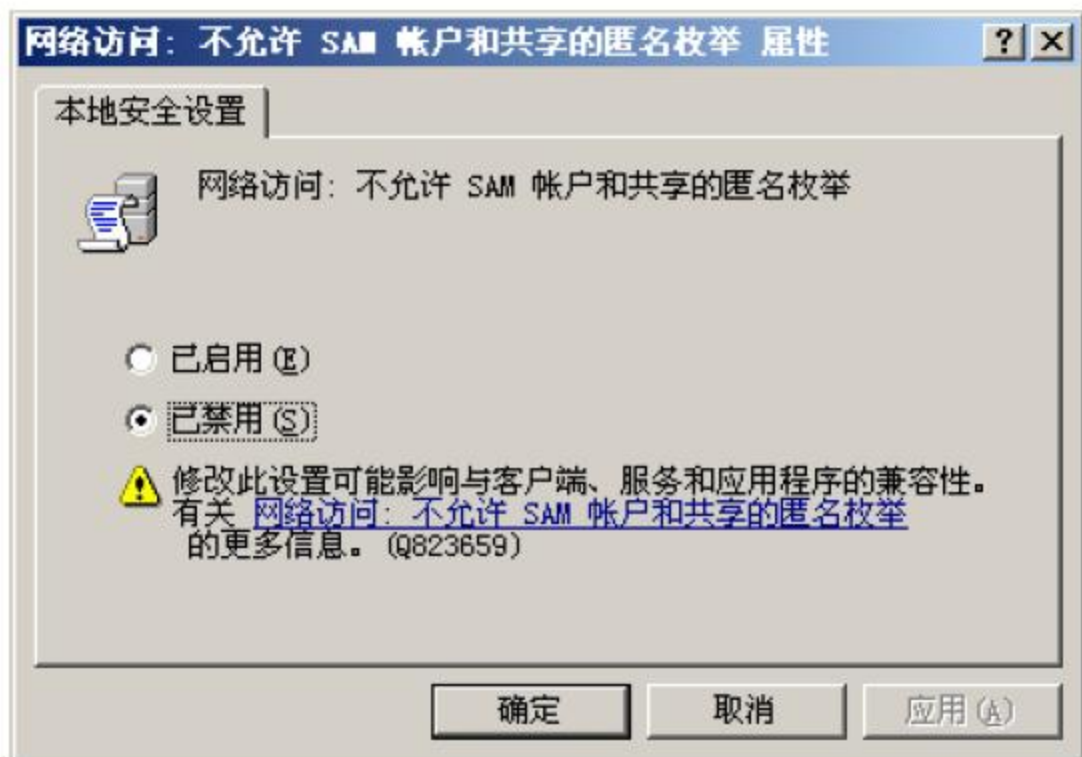 网络访问: 不允许 SAM 帐户和共享的匿名枚举 属性
本地安全设置
网络访问: 不允许 SAM 帐户和共享的匿名枚举
已启用(E)
已禁用(S)
修改此设置可能影响与客户端、服务和应用程序的兼容性。
有关 网络访问: 不允许 SAM 帐户和共享的匿名枚举
的更多信息。(Q823659)
确定 取消 应用(A)